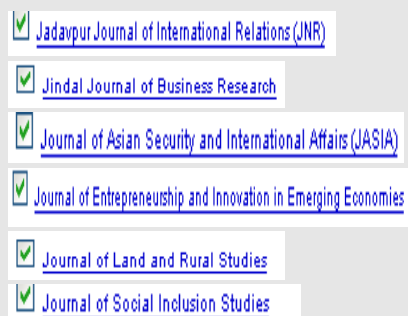 Jadavpur Journal of International Relations (JNR)
Jindal Journal of Business Research
Journal of Asian Security and International Affairs (JASIA)
Journal of Entrepreneurship and Innovation in Emerging Economies
Journal of Land and Rural Studies
Journal of Social Inclusion Studies